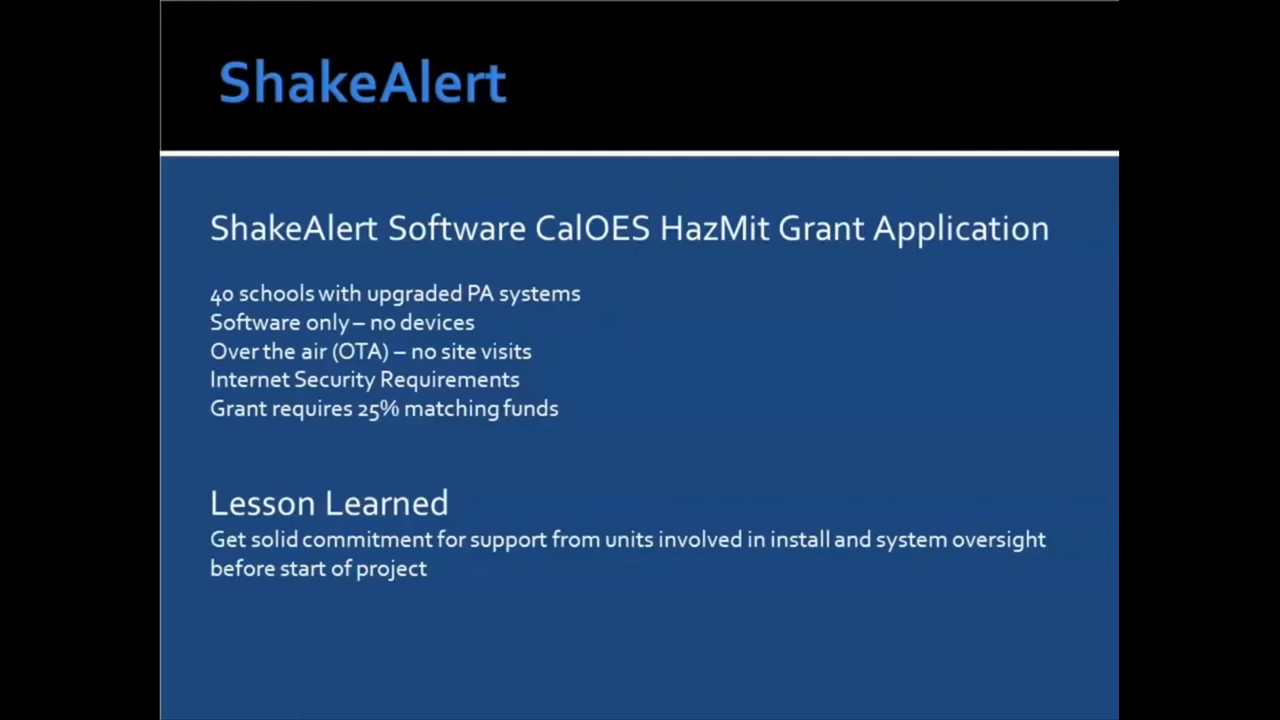 ShakeAlert
ShakeAlert Software CalOES HazMit Grant Application
40 schools with upgraded PA systems
Software only – no devices
Over the air (OTA) – no site visits
Internet Security Requirements
Grant requires 25% matching funds
Lesson Learned
Get solid commitment for support from units involved in install and system oversight
before start of project